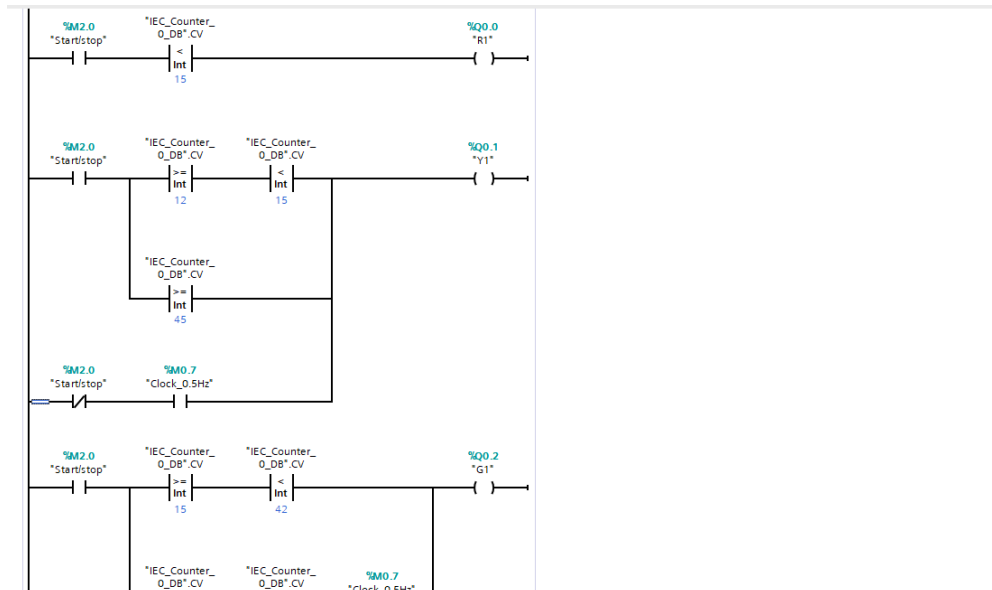 %M2.0
"Start/stop"
"IEC_Counter_
0_DB".CV
<
Int
15
%Q0.0
"R1"
%M2.0
"Start/stop"
"IEC_Counter_
0_DB".CV
>=
Int
12
"IEC_Counter_
0_DB".CV
<
Int
15
%Q0.1
"Y1"
"IEC_Counter_
0_DB".CV
>=
Int
45
%M2.0
"Start/stop"
%M0.7
"Clock_0.5Hz"
%M2.0
"Start/stop"
"IEC_Counter_
0_DB".CV
>=
Int
15
"IEC_Counter_
0_DB".CV
<
Int
42
%Q0.2
"G1"
"IEC_Counter_
0_DB".CV
"IEC_Counter_
0_DB".CV
%M0.7
"Clock_0.5Hz"